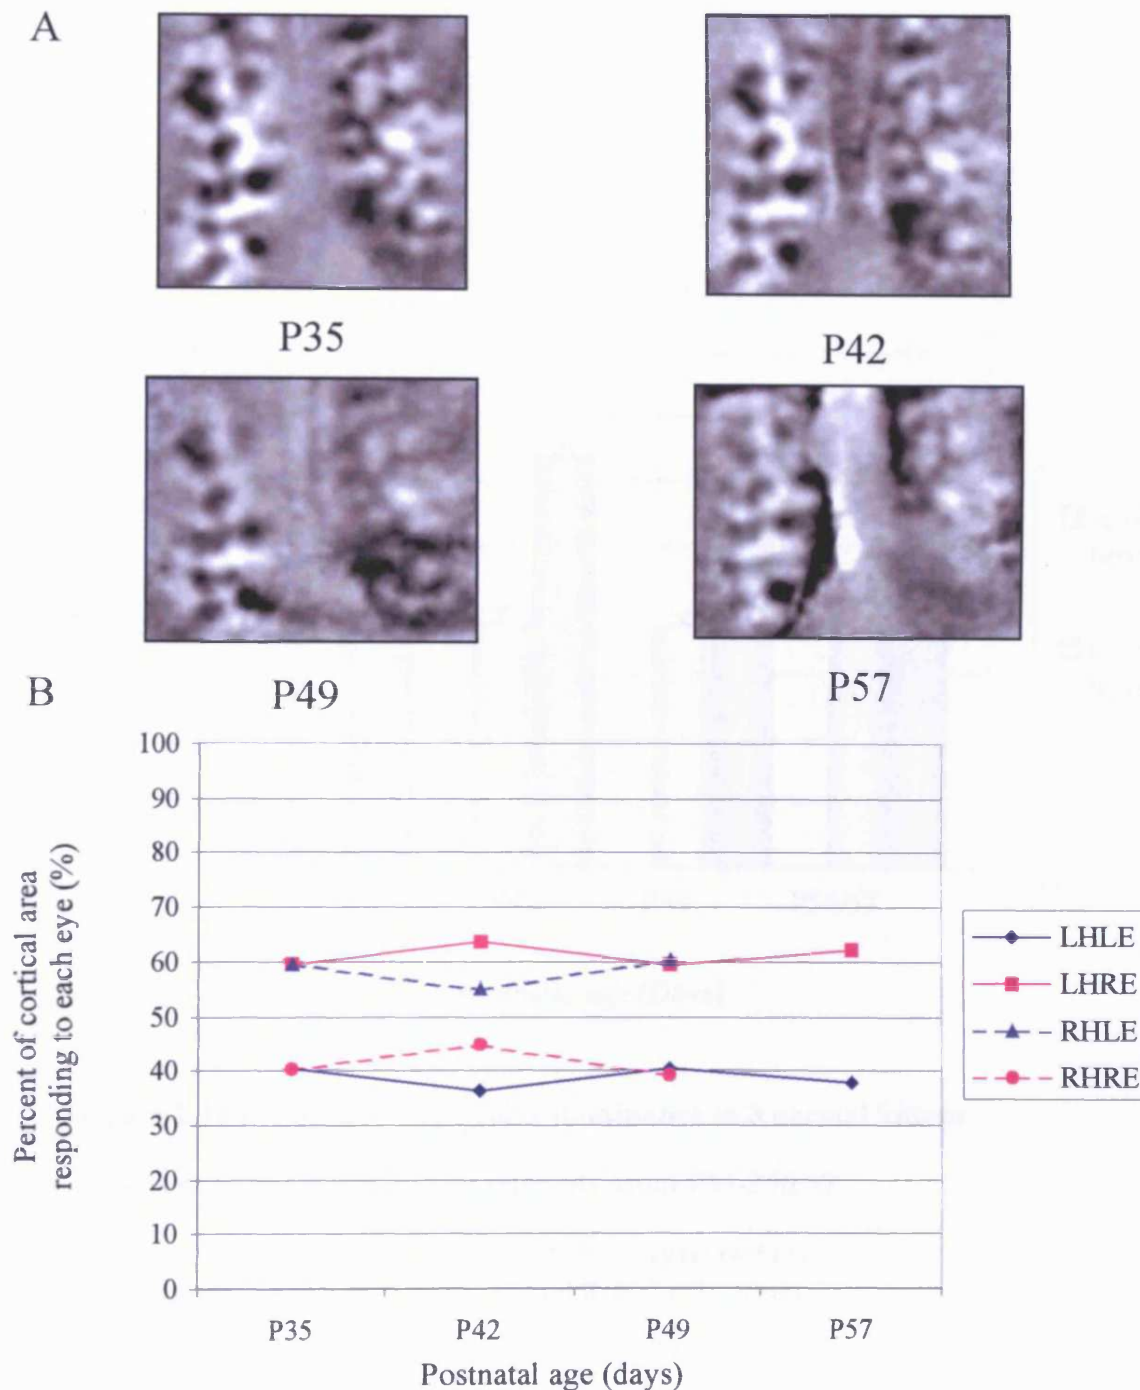 A
P35
P42
P49
P57
B
Percent of cortical area
responding to each eye (%)
100
90
80
70
60
50
40
30
20
10
0
P35 P42 P49 P57
Postnatal age (days)
LHLE
LHRE
RHLE
RHRE